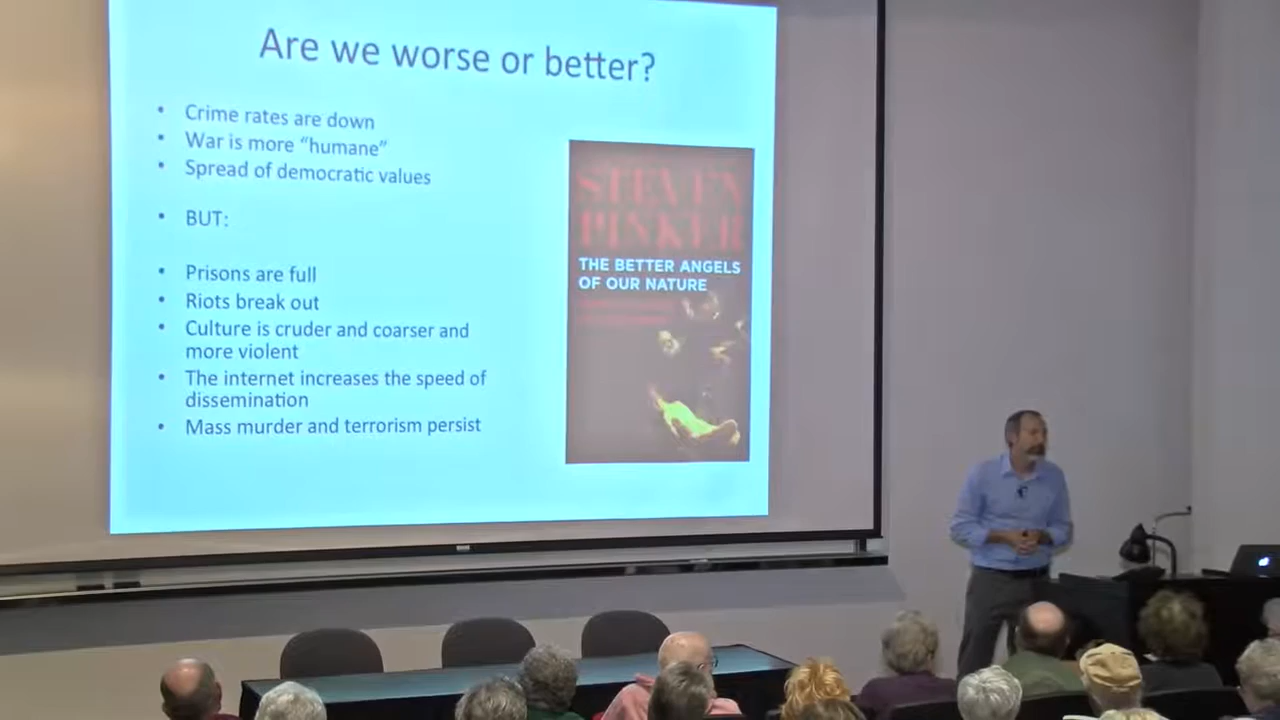 Are we worse or better?
• Crime rates are down
• War is more “humane”
• Spread of democratic values
• BUT:
• Prisons are full
• Riots break out
• Culture is cruder and coarser and
more violent
• The internet increases the speed of
dissemination
• Mass murder and terrorism persist
STEVEN
PINKER
THE BETTER ANGELS
OF OUR NATURE